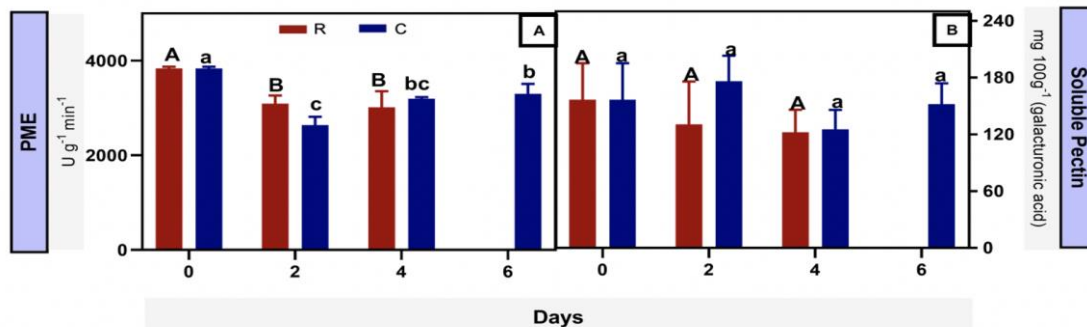 PME
U g-1 min-1
4000
2000
0
R
C
A
A
a
B
c
B
bc
b
0
2
4
6
B
A
a
A
a
A
a
a
0
2
4
6
240
180
120
60
0
mg 100g-1 (galacturonic acid)
Soluble Pectin
Days